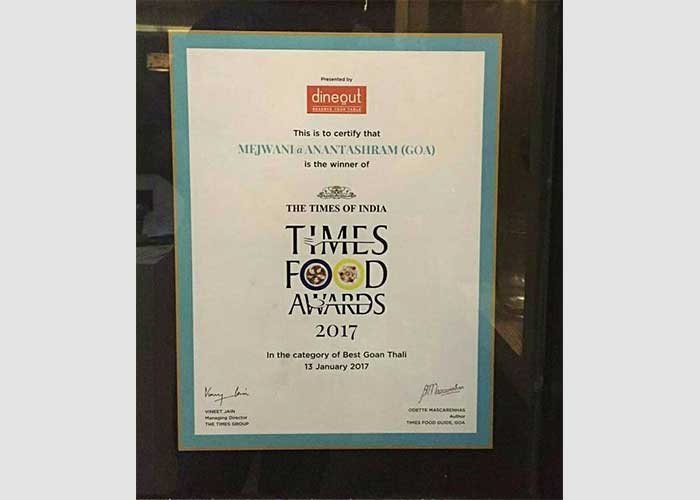 Presented by
dineout
RESERVE YOUR TABLE
This is to certify that
MEJWANI @ ANANTASHRAM (GOA)
is the winner of
THE TIMES OF INDIA
TIMES
FOOD
AWARDS
2017
In the category of Best Goan Thali
13 January 2017
Vineet Jain
VINEET JAIN
Managing Director
THE TIMES GROUP
ODETTE MASCARENHAS
Author
TIMES FOOD GUIDE, GOA